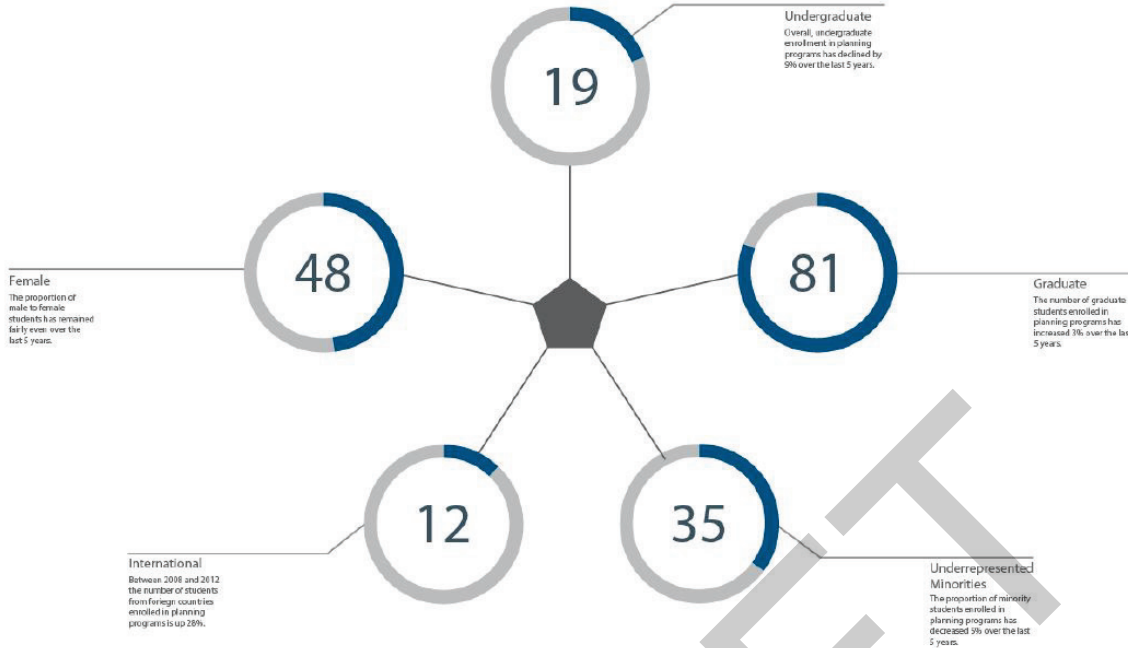 19
Undergraduate
Overall, undergraduate
enrollment in planning
programs has declined by
9% over the last 5 years.
48
Female
The proportion of
male to female
students has remained
fairly even over the
last 5 years.
81
Graduate
The number of graduate
students enrolled in
planning programs has
increased 3% over the las
5 years.
12
International
Between 2008 and 2012
the number of students
from foriegn countries
enrolled in planning
programs is up 28%.
35
Underrepresented
Minorities
The proportion of minority
students enrolled in
planning programs has
decreased 5% over the last
5 years.
ET